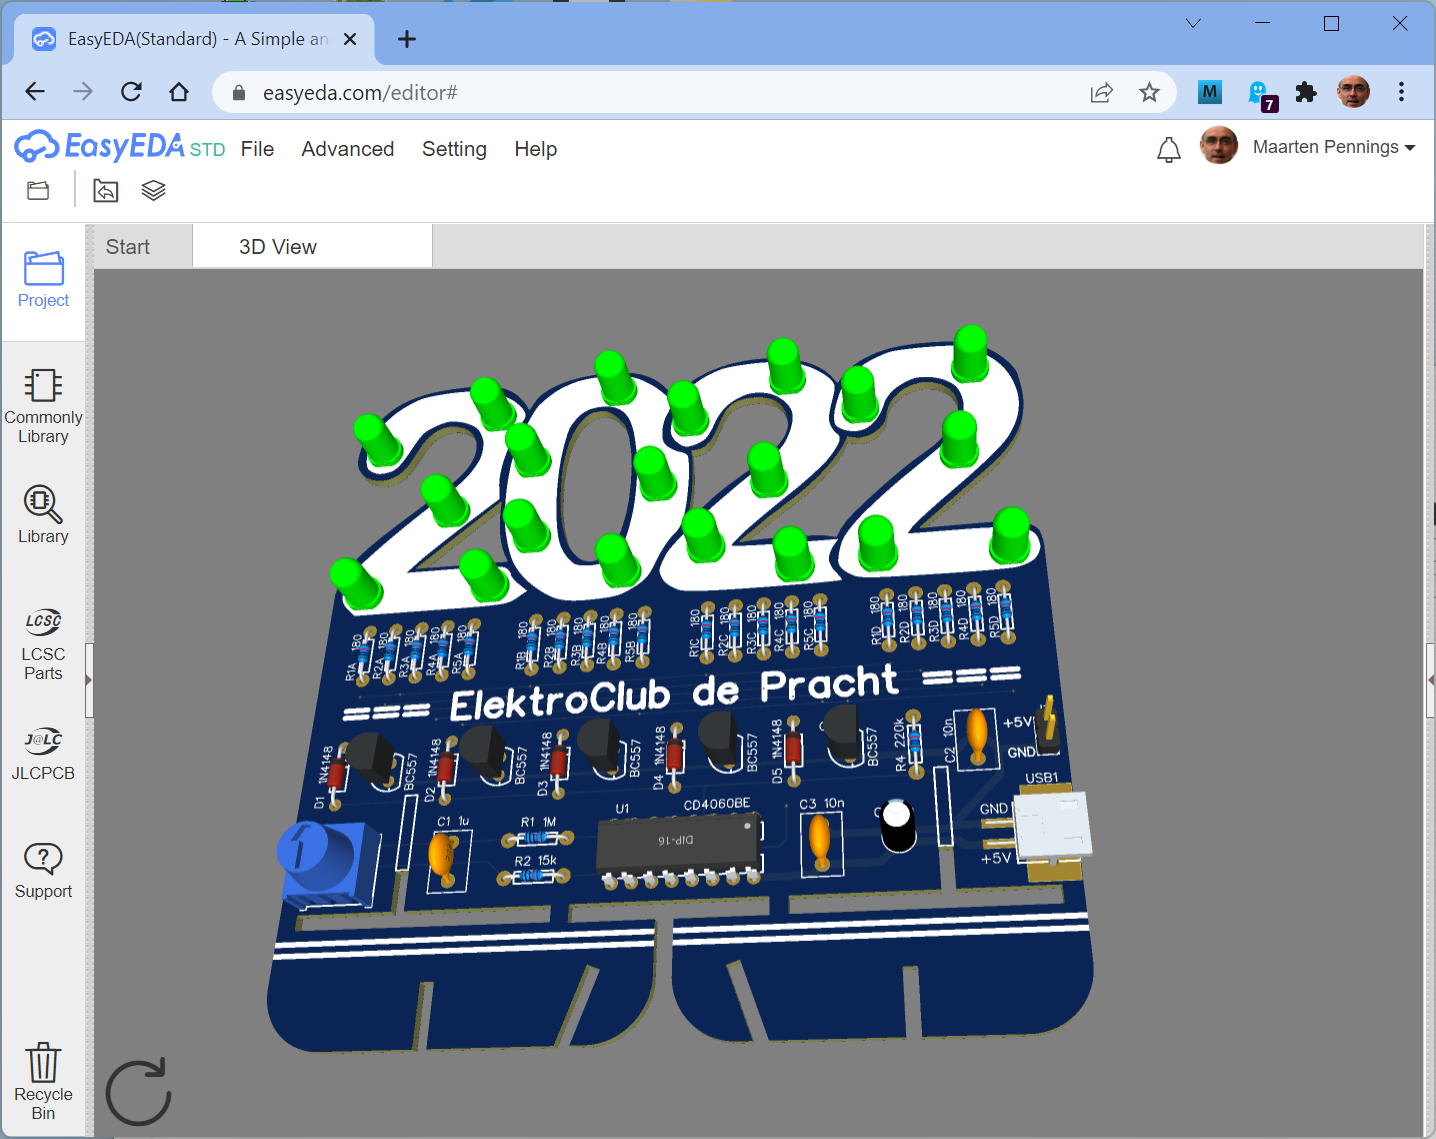 EasyEDA(Standard) - A Simple an
easyeda.com/editor#
M
7
EasyEDA STD File Advanced Setting Help
Maarten Pennings
Start
3D View
Project
Commonly
Library
Library
LCSC
LCSC
Parts
J@LC
JLCPCB
?
Support
Recycle
Bin
2022
R1A 180
R2A 180
R3A 180
R4A 180
R5A 180
R1B 180
R2B 180
R3B 180
R4B 180
R5B 180
R1C 180
R2C 180
R3C 180
R4C 180
R5C 180
R1D 180
R2D 180
R3D 180
R4D 180
R5D 180
=== ElektroClub de Pracht ===
D1 1N4148
BC557
D2 1N4148
BC557
D3 1N4148
BC557
D4 1N4148
BC557
D5 1N4148
BC557
R4 220k
C2 10n
+5V
GND
USB1
GND
+5V
C1 1u
R1 1M
R2 15k
U1
CD4060BE
DIP-16
C3 10n